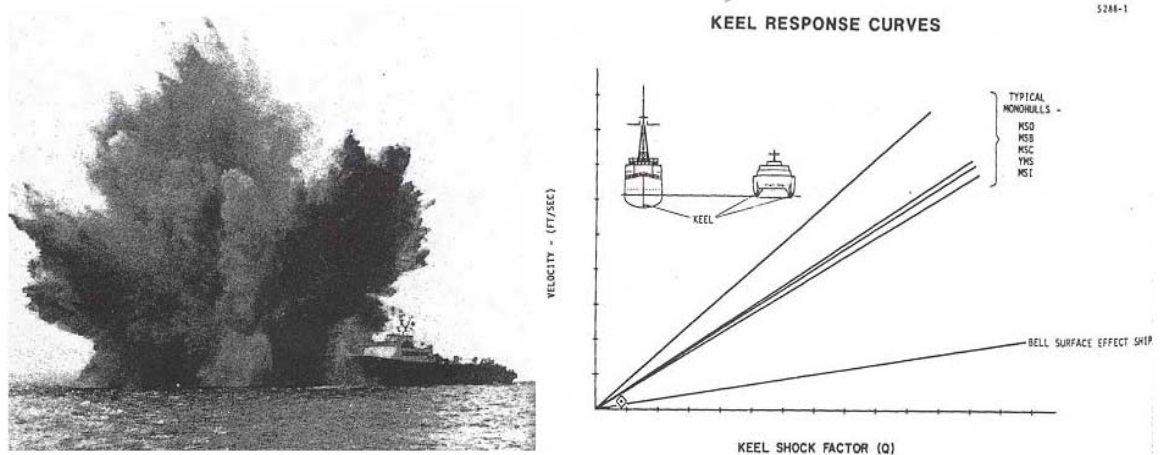 5288-1
KEEL RESPONSE CURVES
TYPICAL
MONOHULLS -
MSO
MSB
MSC
YMS
MSI
KEEL
VELOCITY - (FT/SEC)
BELL SURFACE EFFECT SHIP
KEEL SHOCK FACTOR (Q)